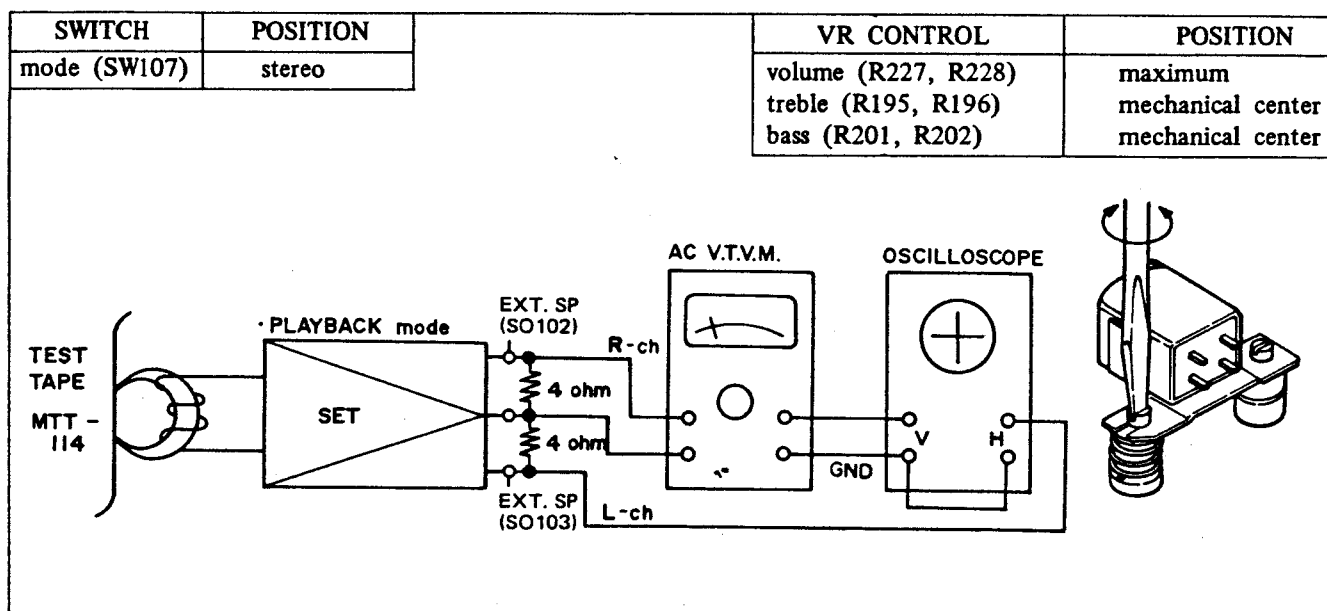 SWITCH POSITION
mode (SW107) stereo
VR CONTROL POSITION
volume (R227, R228) maximum
treble (R195, R196) mechanical center
bass (R201, R202) mechanical center
TEST
TAPE
MTT -
114
PLAYBACK mode
SET
EXT. SP
(SO102)
4 ohm
4 ohm
EXT. SP
(SO103)
R-ch
L-ch
AC V.T.V.M.
GND
OSCILLOSCOPE
V H